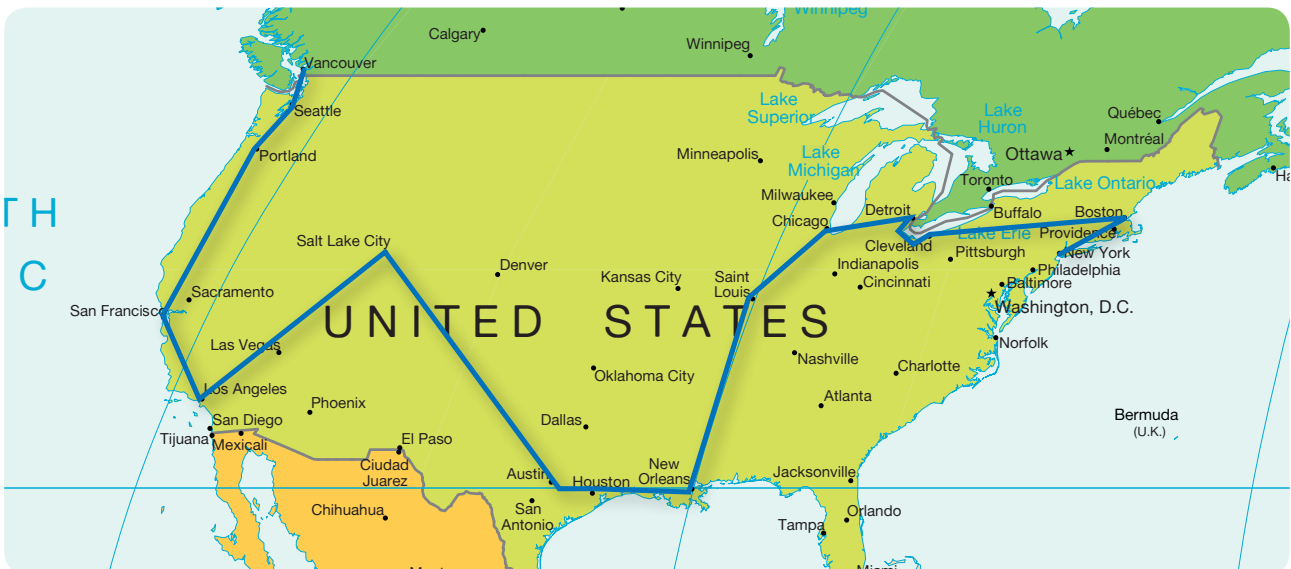 Winnipeg
Calgary
Winnipeg
Vancouver
Seattle
Lake
Superior
Lake
Huron
Québec
Montréal
Ottawa
Portland
Minneapolis
Lake
Michigan
Toronto
Lake Ontario
Ha
TH
C
Milwaukee
Detroit
Buffalo
Boston
Chicago
Lake Erie
Providence
Cleveland
Pittsburgh
New York
Salt Lake City
Denver
Kansas City
Saint
Louis
Indianapolis
Cincinnati
Philadelphia
Baltimore
Washington, D.C.
Sacramento
San Francisco
UNITED STATES
Las Vegas
Nashville
Norfolk
Oklahoma City
Charlotte
Los Angeles
Phoenix
Atlanta
San Diego
Dallas
Bermuda
(U.K.)
Tijuana
Mexicali
El Paso
Ciudad
Juarez
Austin
Houston
New
Orleans
Jacksonville
Chihuahua
San
Antonio
Tampa
Orlando
Miami